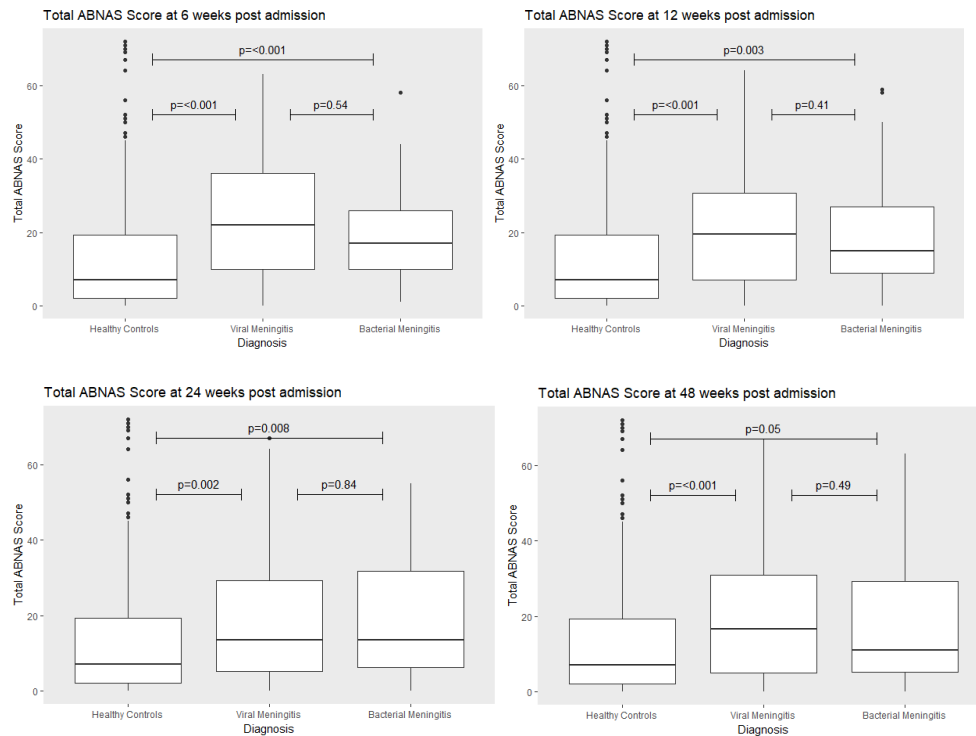 Total ABNAS Score at 6 weeks post admission
Total ABNAS Score
60
40
20
0
p=<0.001
p=<0.001
p=0.54
Healthy Controls
Viral Meningitis
Bacterial Meningitis
Diagnosis
Total ABNAS Score at 12 weeks post admission
Total ABNAS Score
60
40
20
0
p=0.003
p=<0.001
p=0.41
Healthy Controls
Viral Meningitis
Bacterial Meningitis
Diagnosis
Total ABNAS Score at 24 weeks post admission
Total ABNAS Score
60
40
20
0
p=0.008
p=0.002
p=0.84
Healthy Controls
Viral Meningitis
Bacterial Meningitis
Diagnosis
Total ABNAS Score at 48 weeks post admission
Total ABNAS Score
60
40
20
0
p=0.05
p=<0.001
p=0.49
Healthy Controls
Viral Meningitis
Bacterial Meningitis
Diagnosis